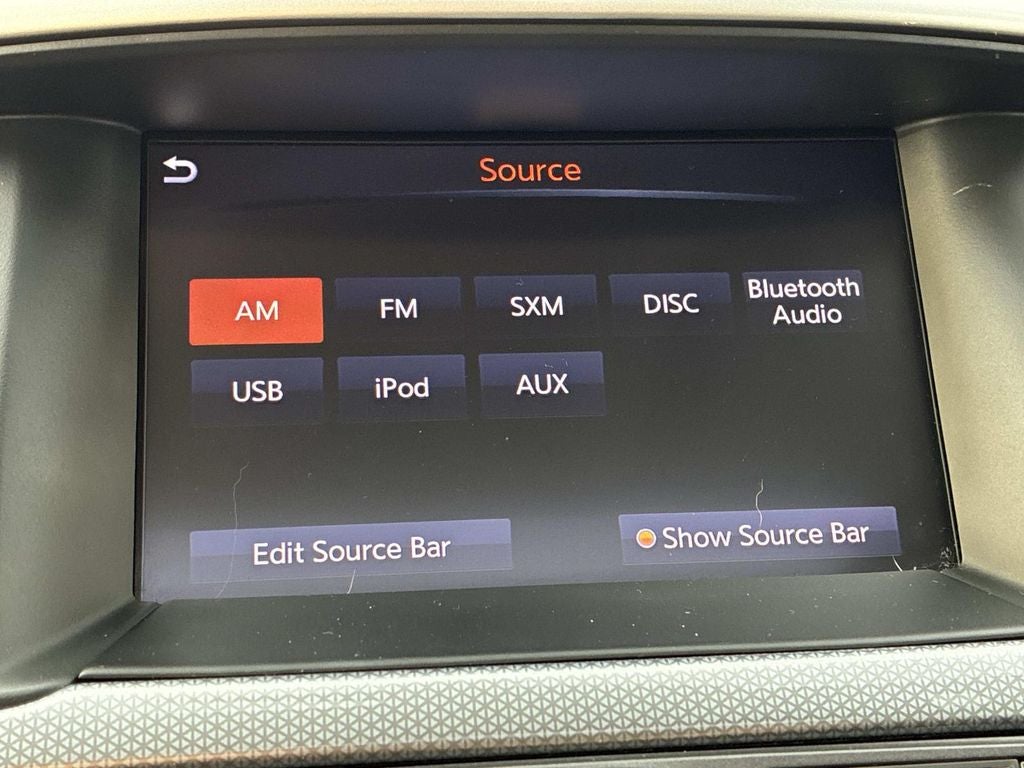 Source
AM
FM
SXM
DISC
Bluetooth
Audio
USB
iPod
AUX
Edit Source Bar
Show Source Bar